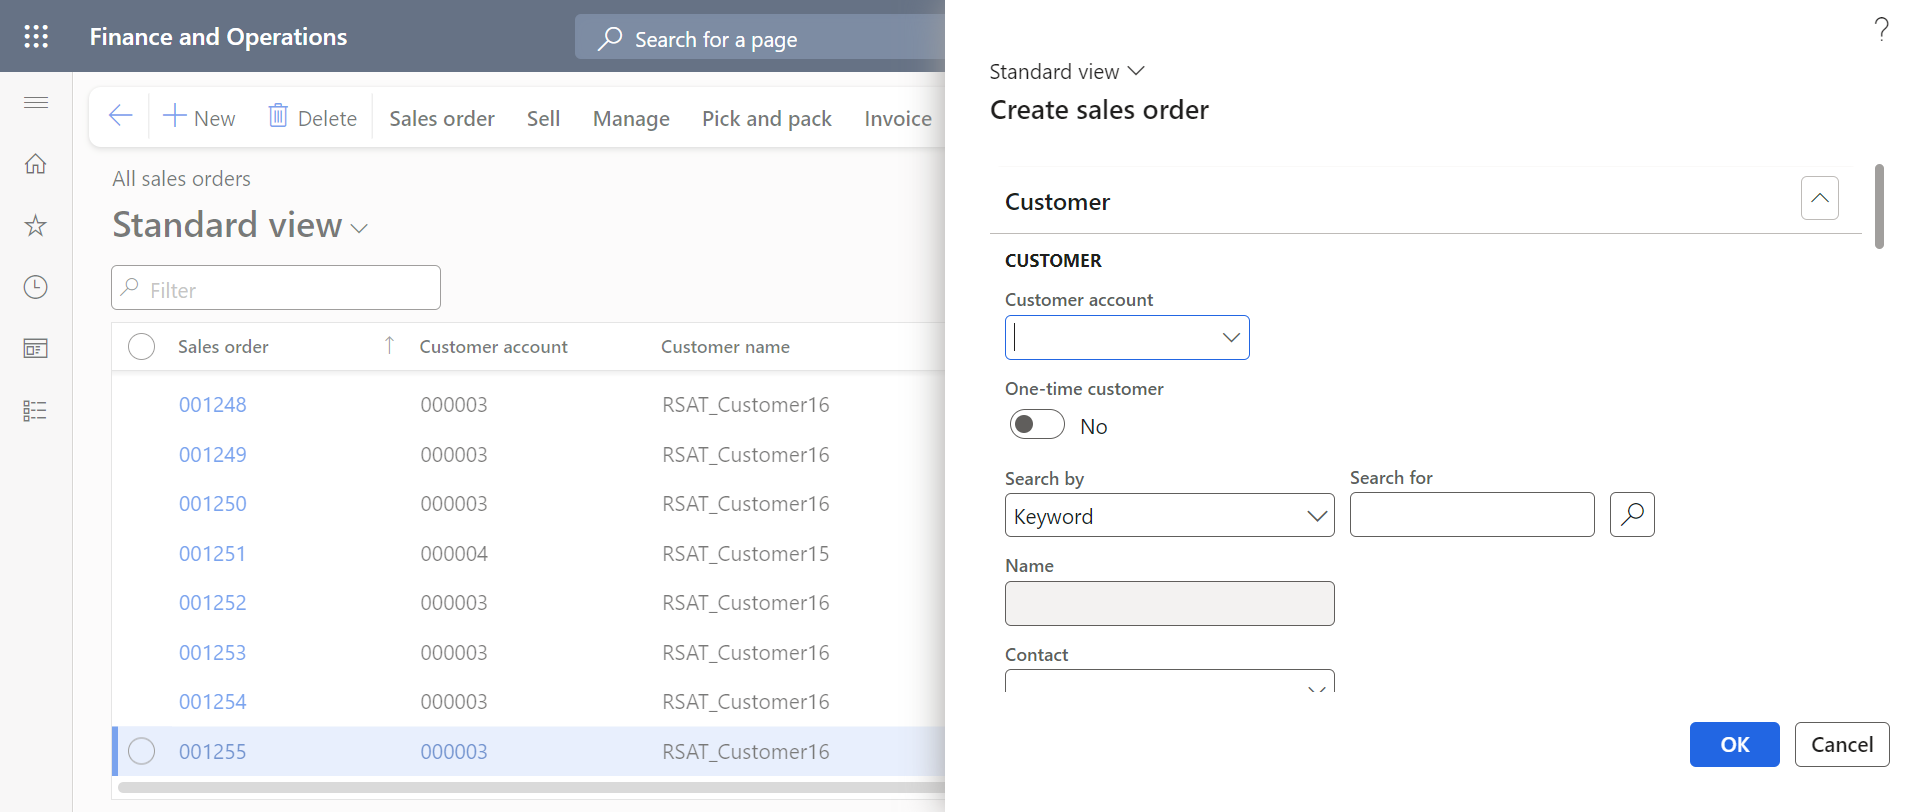 Finance and Operations
Search for a page
New
Delete
Sales order
Sell
Manage
Pick and pack
Invoice
All sales orders
Standard view
Filter
Sales order
Customer account
Customer name
001248 000003 RSAT_Customer16
001249 000003 RSAT_Customer16
001250 000003 RSAT_Customer16
001251 000004 RSAT_Customer15
001252 000003 RSAT_Customer16
001253 000003 RSAT_Customer16
001254 000003 RSAT_Customer16
001255 000003 RSAT_Customer16
?
Standard view
Create sales order
Customer
CUSTOMER
Customer account
One-time customer
No
Search by
Search for
Keyword
Name
Contact
OK
Cancel